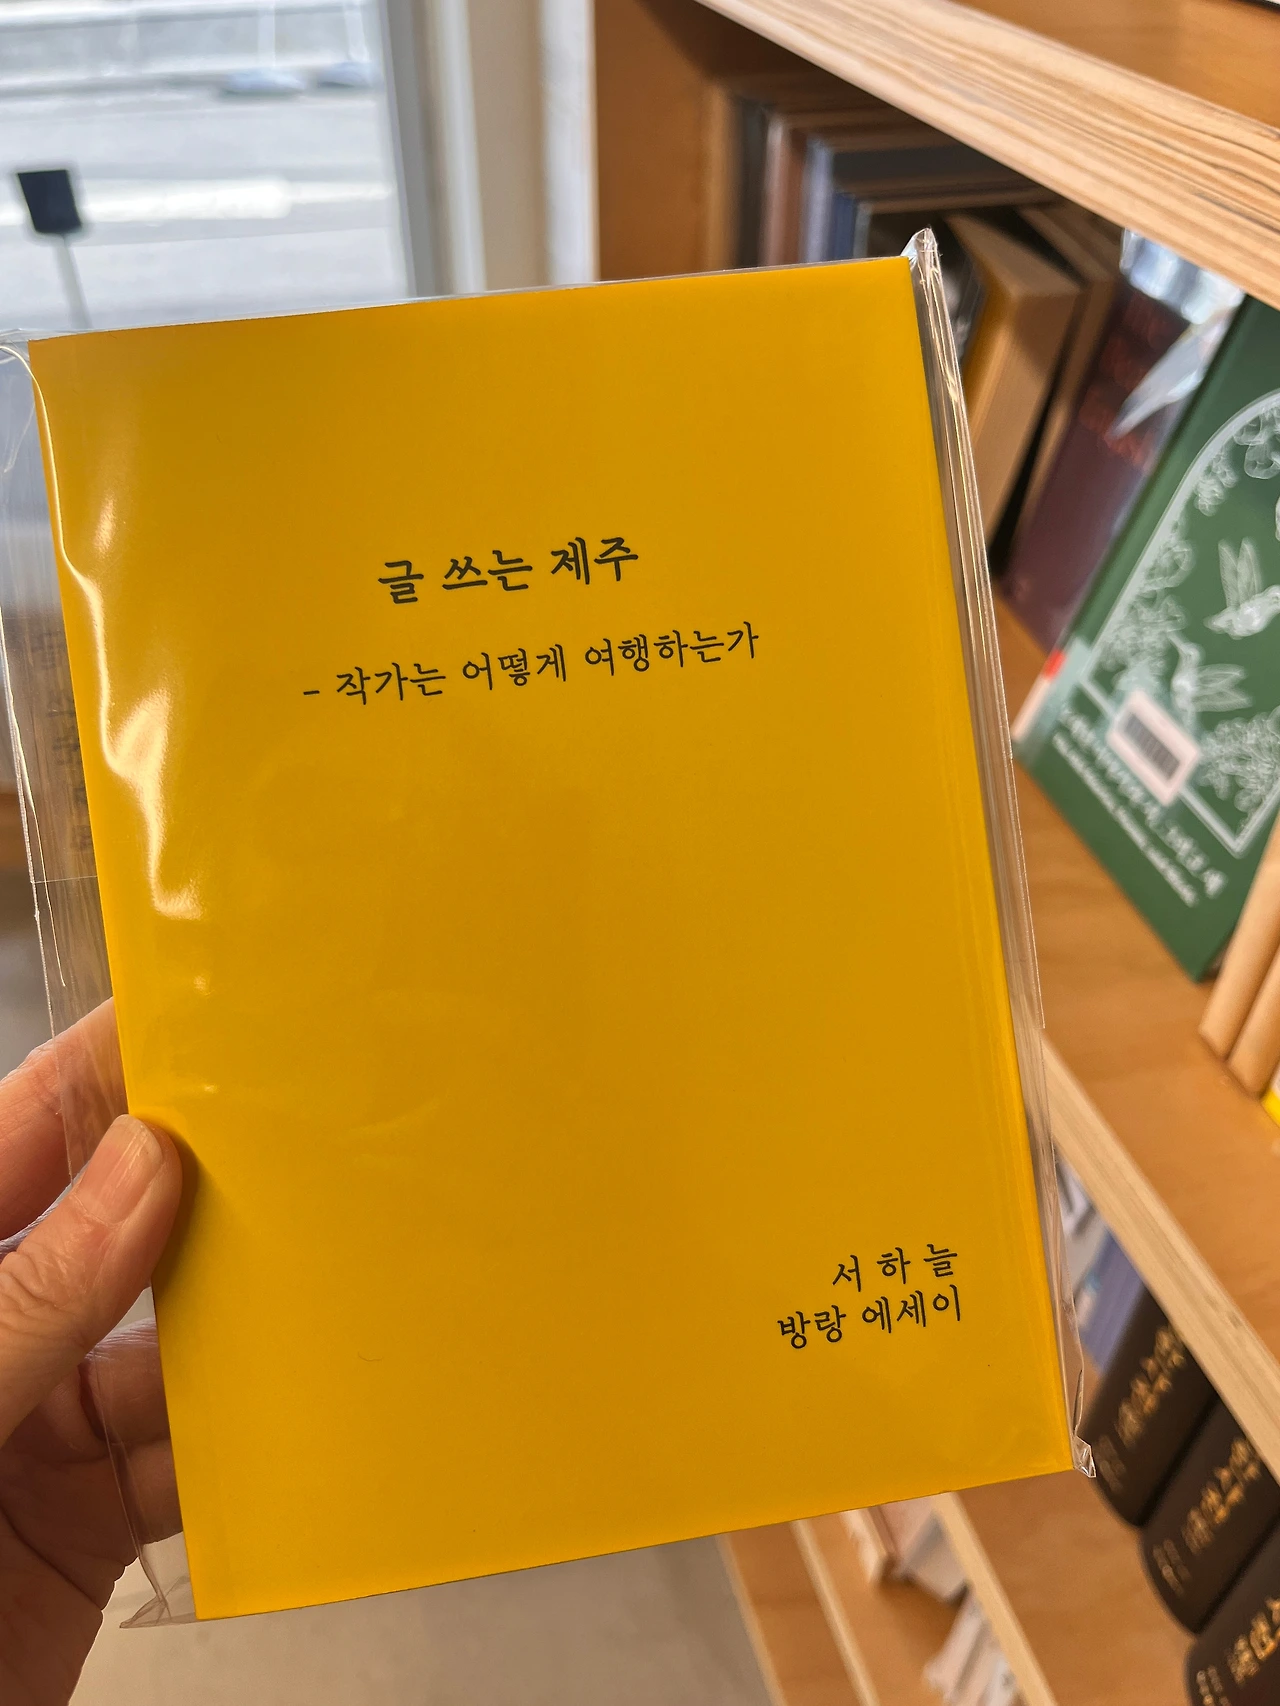 글 쓰는 제주
- 작가는 어떻게 여행하는가
서 하 늘
방랑 에세이